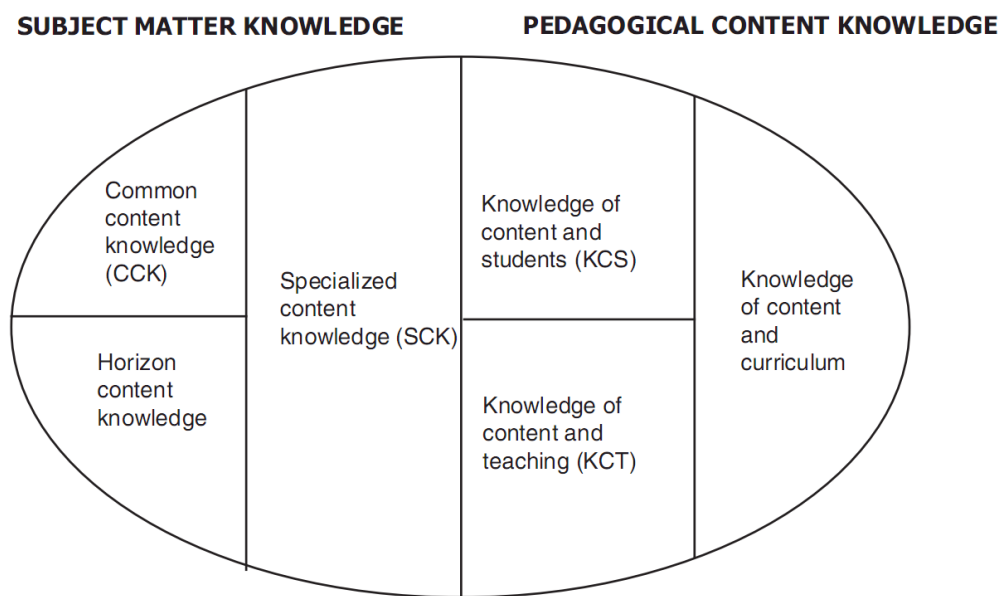 SUBJECT MATTER KNOWLEDGE
PEDAGOGICAL CONTENT KNOWLEDGE
Common
content
knowledge
(CCK)
Horizon
content
knowledge
Specialized
content
knowledge (SCK)
Knowledge of
content and
students (KCS)
Knowledge of
content and
teaching (KCT)
Knowledge
of content
and
curriculum